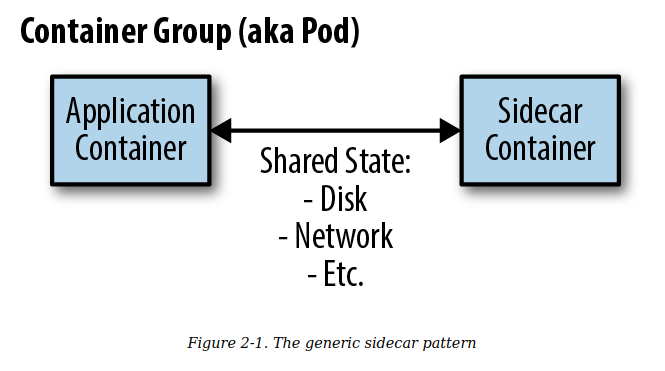 Container Group (aka Pod)
Application
Container
Sidecar
Container
Shared State:
- Disk
- Network
- Etc.
Figure 2-1. The generic sidecar pattern